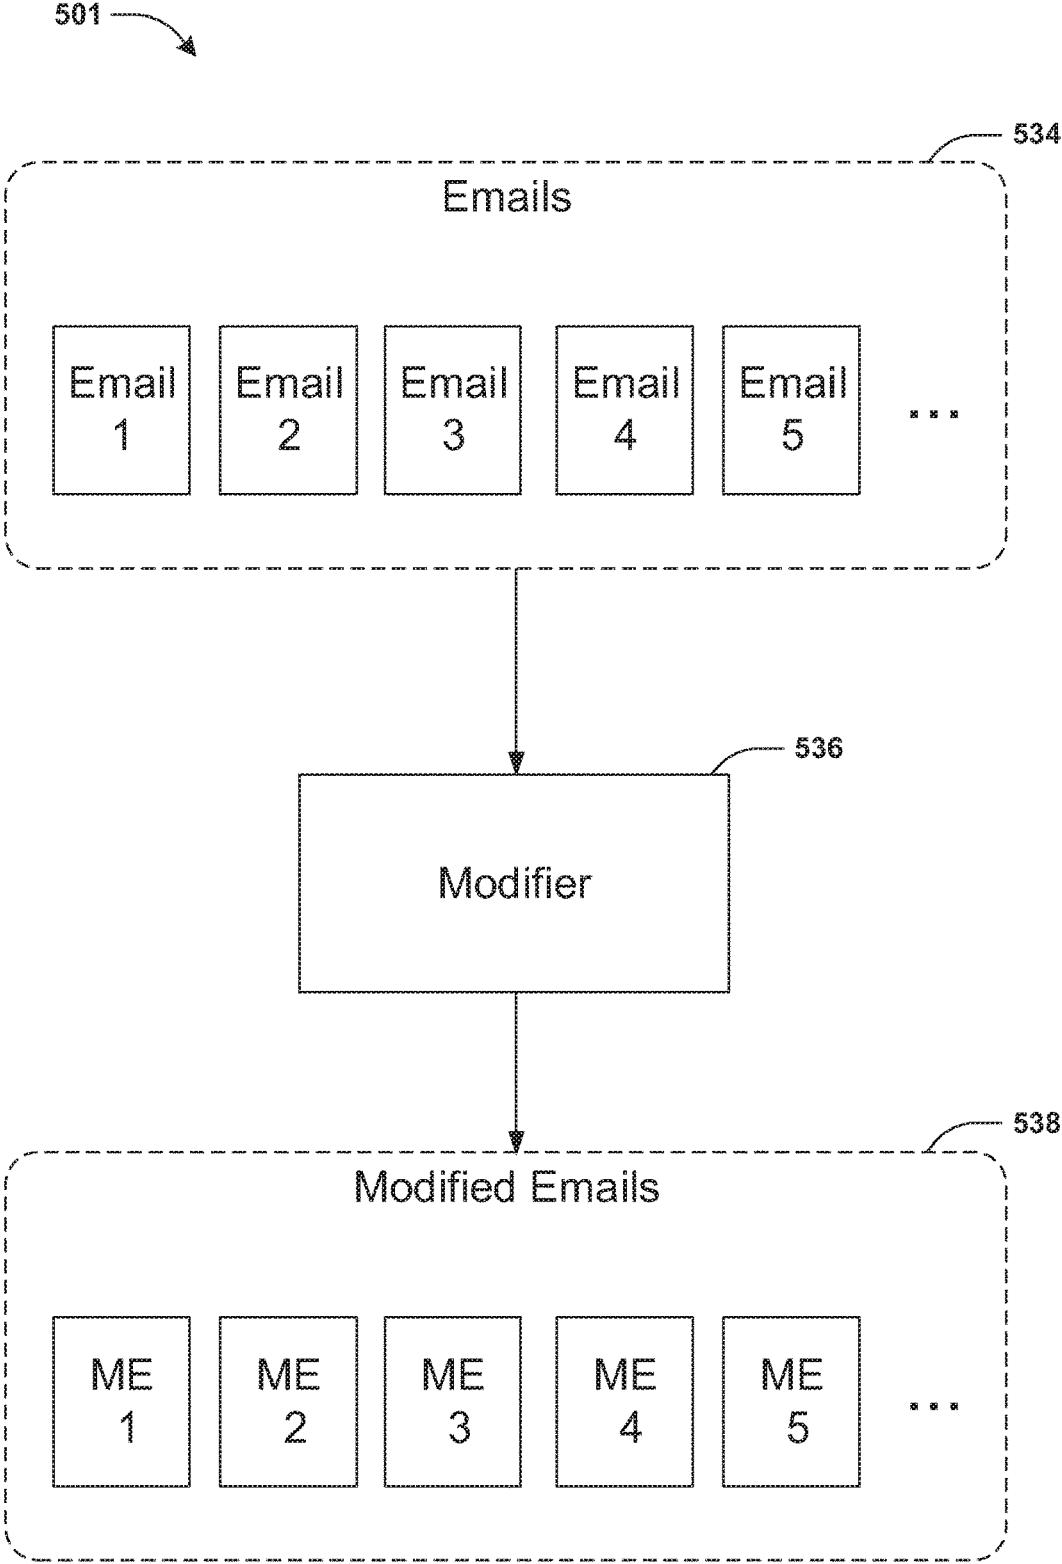 501
534
Emails
Email 1
Email 2
Email 3
Email 4
Email 5
...
536
Modifier
538
Modified Emails
ME 1
ME 2
ME 3
ME 4
ME 5
...